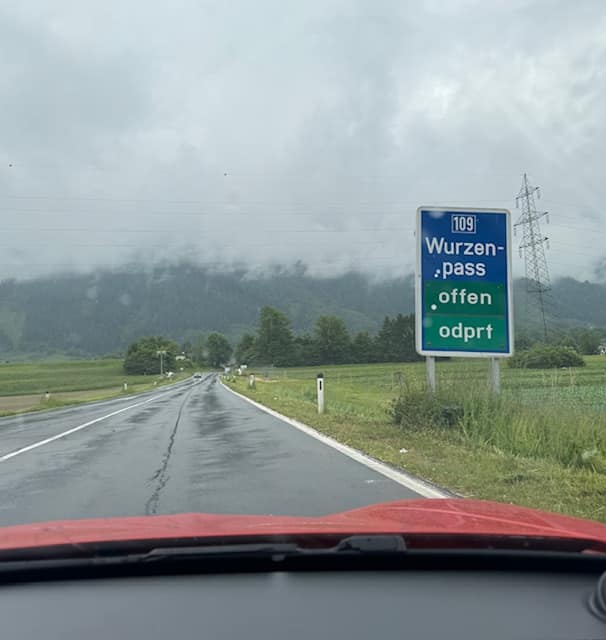 109
Wurzen-
pass
offen
odprt